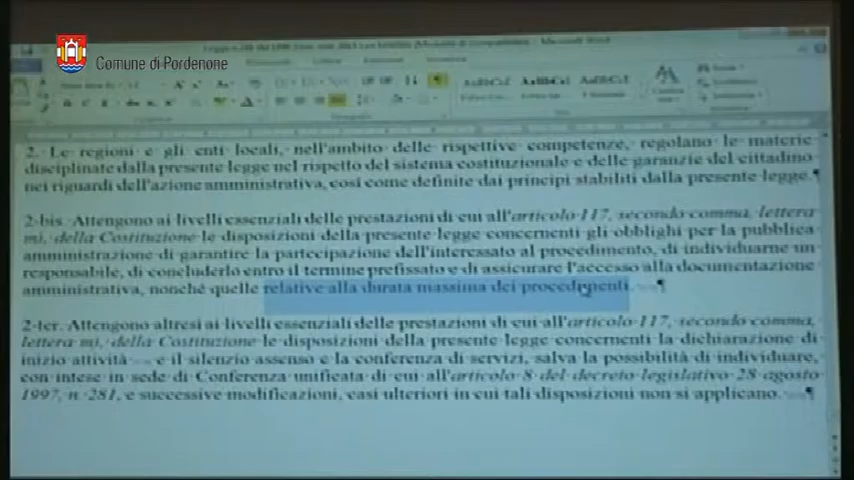 Comune di Pordenone
2. Le regioni e gli enti locali, nell'ambito delle rispettive competenze, regolano le materie
disciplinate dalla presente legge nel rispetto del sistema costituzionale e delle garanzie del cittadino
nei riguardi dell'azione amministrativa, così come definite dai principi stabiliti dalla presente legge.¶
2-bis. Attengono ai livelli essenziali delle prestazioni di cui all'articolo 117, secondo comma, lettera
m), della Costituzione le disposizioni della presente legge concernenti gli obblighi per la pubblica
amministrazione di garantire la partecipazione dell'interessato al procedimento, di individuarne un
responsabile, di concluderlo entro il termine prefissato e di assicurare l'accesso alla documentazione
amministrativa, nonché quelle relative alla durata massima dei procedimenti. ¶
2-ter. Attengono altresì ai livelli essenziali delle prestazioni di cui all'articolo 117, secondo comma,
lettera m), della Costituzione le disposizioni della presente legge concernenti la dichiarazione di
inizio attività e il silenzio assenso e la conferenza di servizi, salva la possibilità di individuare,
con intese in sede di Conferenza unificata di cui all'articolo 8 del decreto legislativo 28 agosto
1997, n. 281, e successive modificazioni, casi ulteriori in cui tali disposizioni non si applicano. ¶